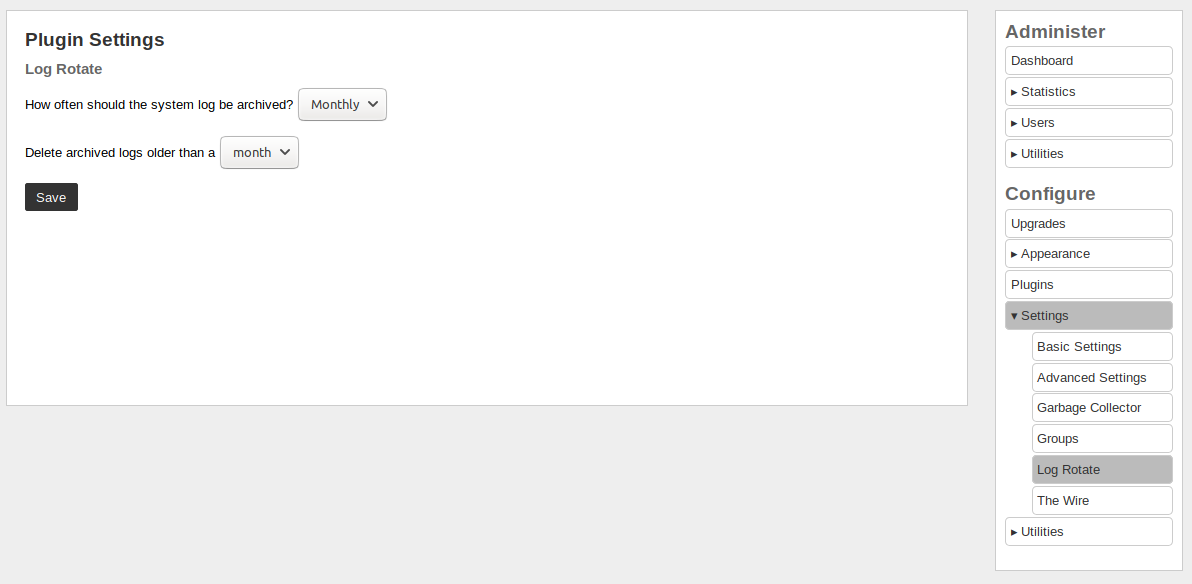 Plugin Settings
Log Rotate
How often should the system log be archived? Monthly
Delete archived logs older than a month
Save
Administer
Dashboard
▸ Statistics
▸ Users
▸ Utilities
Configure
Upgrades
▸ Appearance
Plugins
▾ Settings
Basic Settings
Advanced Settings
Garbage Collector
Groups
Log Rotate
The Wire
▸ Utilities